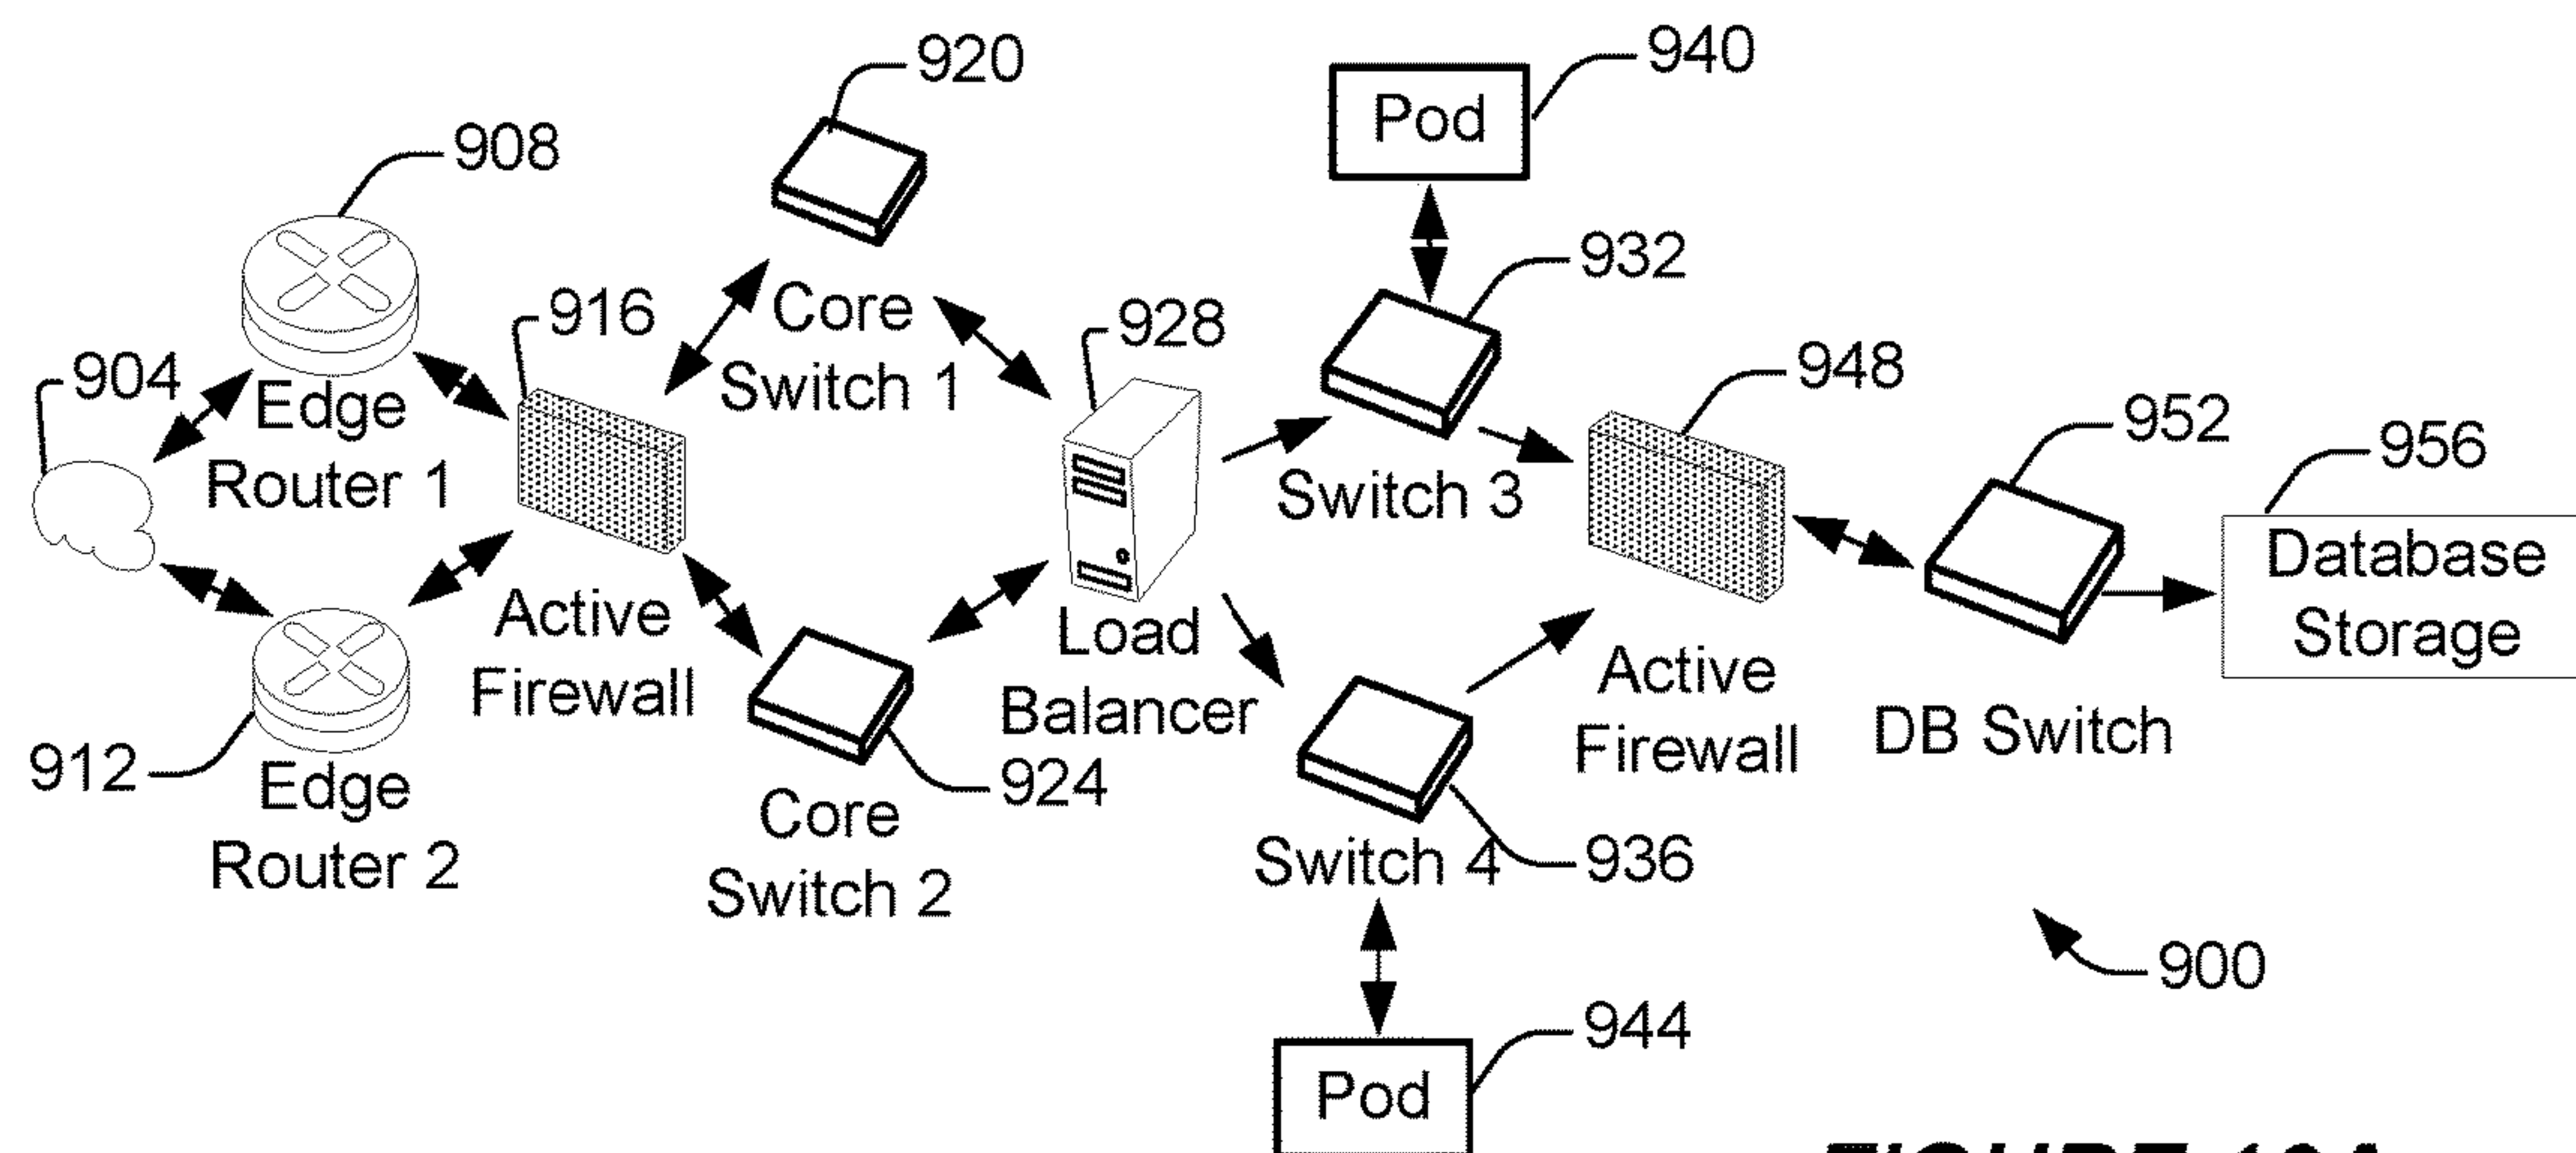 920
940
Pod
908
932
916
Core
Switch 1
928
904
Edge
Router 1
948
952
956
Switch 3
Database
Storage
Active
Firewall
Load
Balancer
Active
Firewall
DB Switch
912
Edge
Router 2
924
Core
Switch 2
Switch 4
936
900
944
Pod